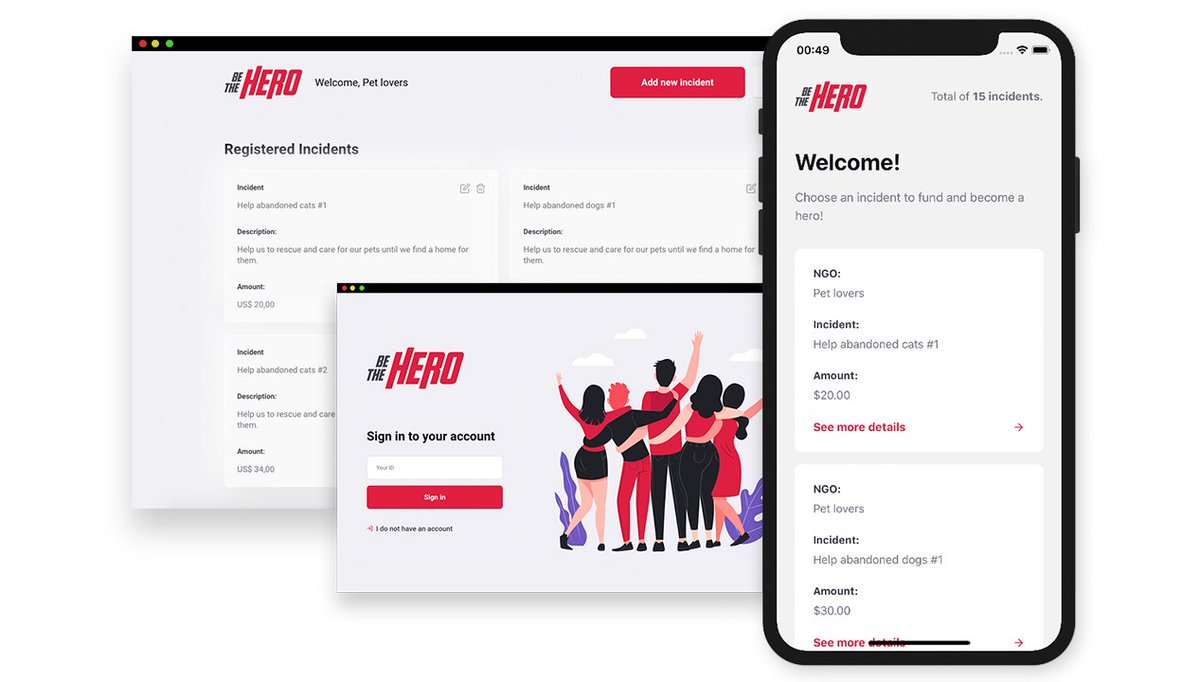 BE
THE HERO
Welcome, Pet lovers
Add new incident
Registered Incidents
Incident
Help abandoned cats #1
Description:
Help us to rescue and care for our pets until we find a home for
them.
Amount:
US$ 20,00
Incident
Help abandoned dogs #1
Description:
Help us to rescue and care for our pets until we find a home for
them.
Incident
Help abandoned cats #2
Description:
Help us to rescue and care
them.
Amount:
US$ 34,00
BE
THE HERO
Sign in to your account
Your ID
Sign in
I do not have an account
00:49
BE
THE HERO
Total of 15 incidents.
Welcome!
Choose an incident to fund and become a
hero!
NGO:
Pet lovers
Incident:
Help abandoned cats #1
Amount:
$20.00
See more details
NGO:
Pet lovers
Incident:
Help abandoned dogs #1
Amount:
$30.00
See more details